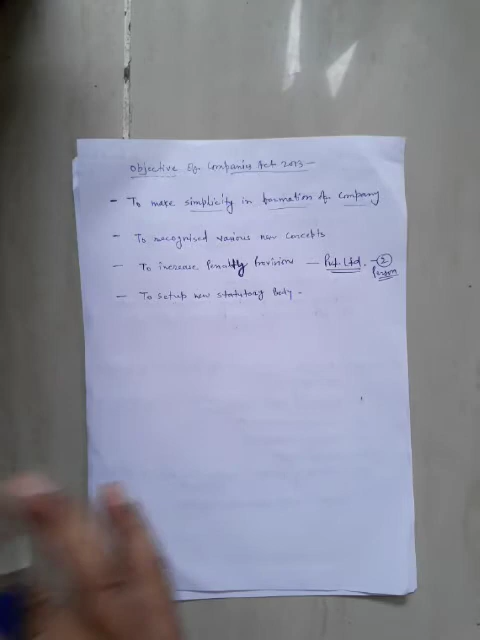 Objective Of Companies Act 2013 -
- To make simplicity in formation of Company
- To recognised various new concepts
- To increase Penalty Provision - Pvt. Ltd. - 2 Person
- To setup new statutory body.